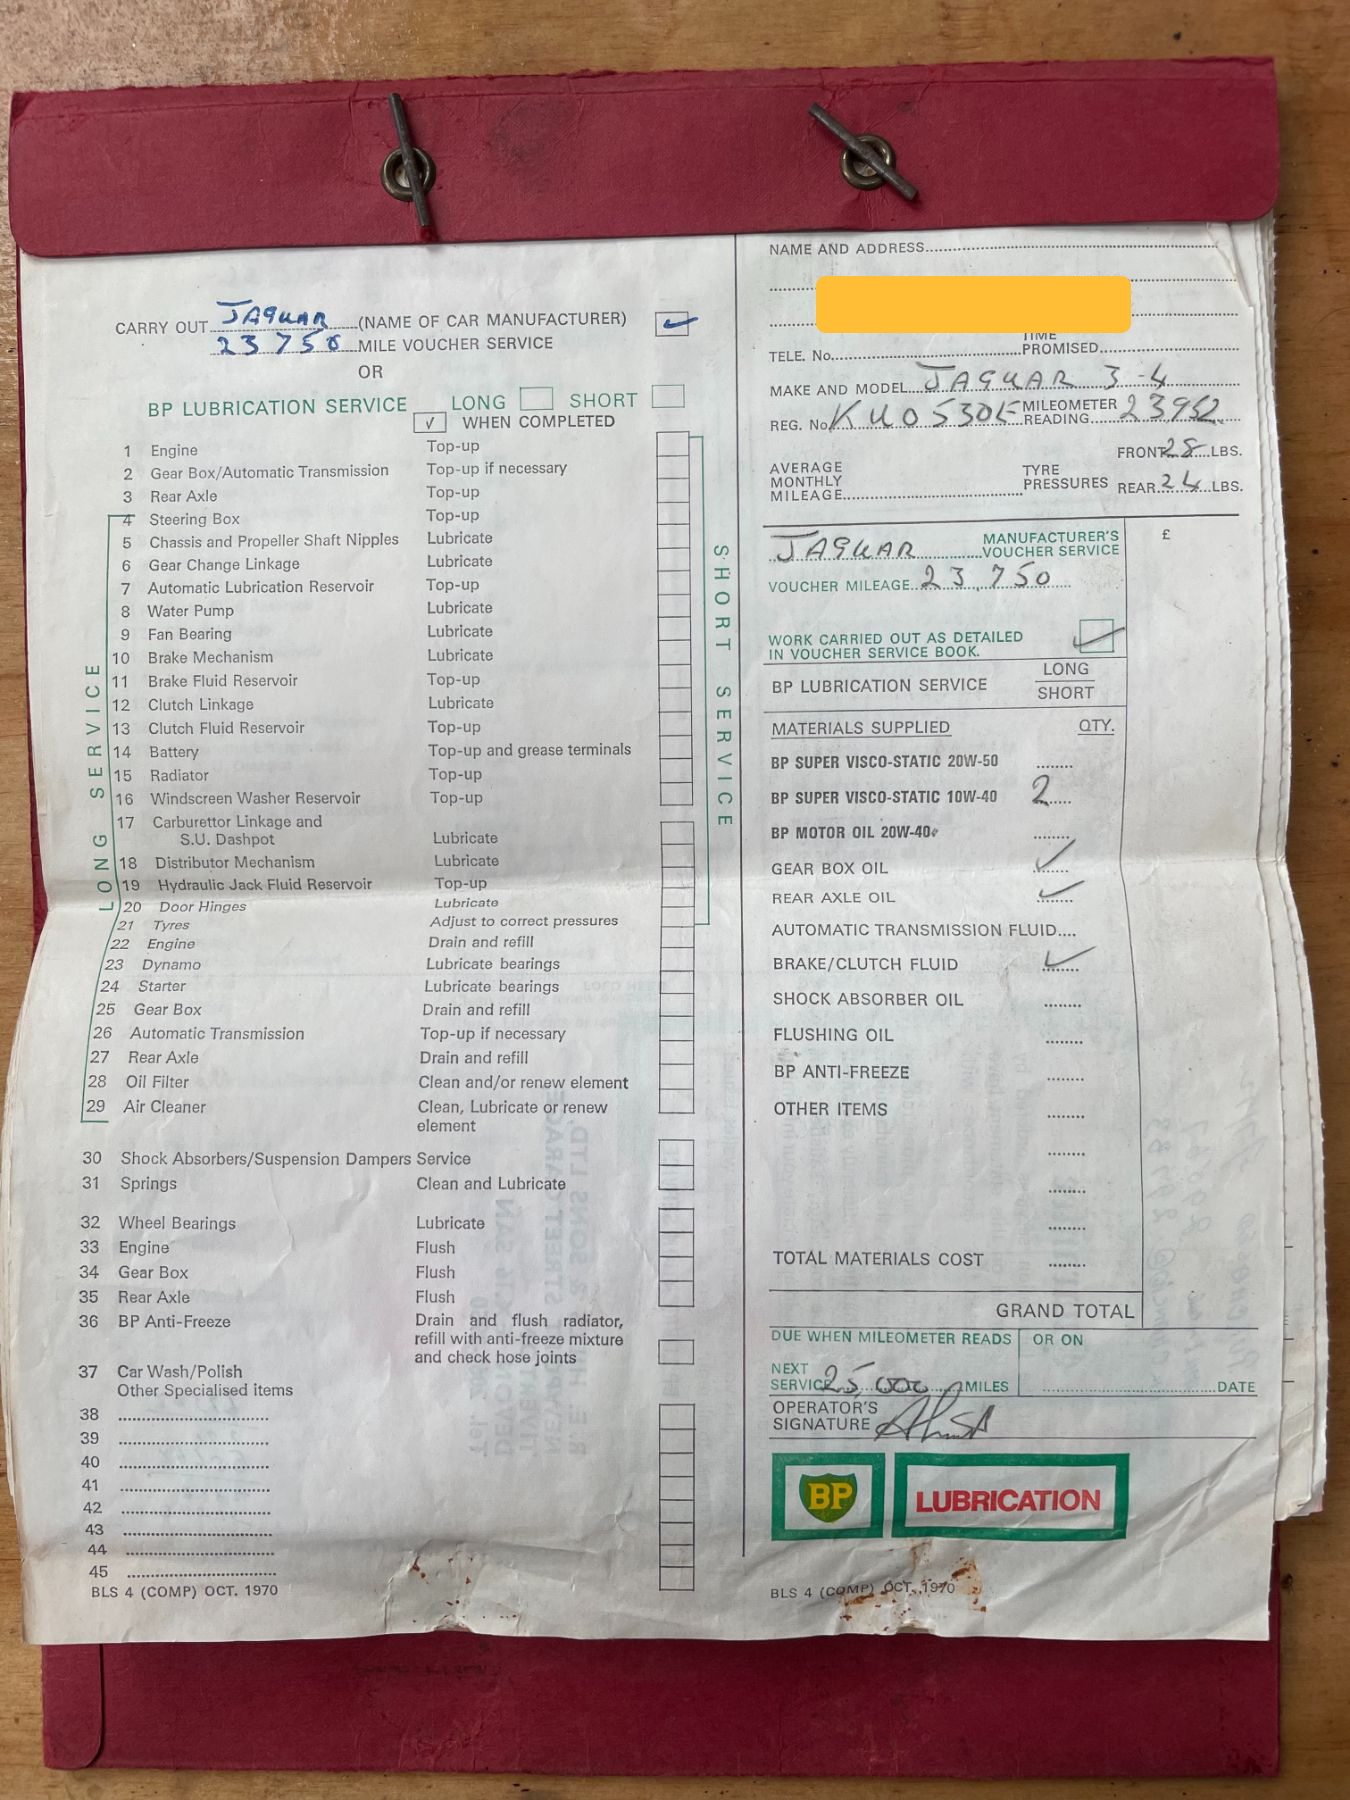 CARRY OUT JAGUAR (NAME OF CAR MANUFACTURER)
23750 MILE VOUCHER SERVICE
OR
BP LUBRICATION SERVICE LONG SHORT
√ WHEN COMPLETED
1 Engine Top-up
2 Gear Box/Automatic Transmission Top-up if necessary
3 Rear Axle Top-up
4 Steering Box Top-up
5 Chassis and Propeller Shaft Nipples Lubricate
6 Gear Change Linkage Lubricate
7 Automatic Lubrication Reservoir Top-up
8 Water Pump Lubricate
9 Fan Bearing Lubricate
10 Brake Mechanism Lubricate
11 Brake Fluid Reservoir Top-up
12 Clutch Linkage Lubricate
13 Clutch Fluid Reservoir Top-up
14 Battery Top-up and grease terminals
15 Radiator Top-up
16 Windscreen Washer Reservoir Top-up
17 Carburettor Linkage and
S.U. Dashpot Lubricate
18 Distributor Mechanism Lubricate
19 Hydraulic Jack Fluid Reservoir Top-up
20 Door Hinges Lubricate
21 Tyres Adjust to correct pressures
22 Engine Drain and refill
23 Dynamo Lubricate bearings
24 Starter Lubricate bearings
25 Gear Box Drain and refill
26 Automatic Transmission Top-up if necessary
27 Rear Axle Drain and refill
28 Oil Filter Clean and/or renew element
29 Air Cleaner Clean, Lubricate or renew
element
LONG SERVICE
SHORT SERVICE
30 Shock Absorbers/Suspension Dampers Service
31 Springs Clean and Lubricate
32 Wheel Bearings Lubricate
33 Engine Flush
34 Gear Box Flush
35 Rear Axle Flush
36 BP Anti-Freeze Drain and flush radiator,
refill with anti-freeze mixture
and check hose joints
37 Car Wash/Polish
Other Specialised items
38
39
40
41
42
43
44
45
BLS 4 (COMP) OCT. 1970
NAME AND ADDRESS
TIME
TELE. No. PROMISED
MAKE AND MODEL JAGUAR 3-4
REG. No. KUO 530E MILEOMETER
READING 23952
FRONT 28 LBS.
AVERAGE
MONTHLY
MILEAGE
TYRE
PRESSURES REAR 24 LBS.
JAGUAR MANUFACTURER'S
VOUCHER SERVICE
£
VOUCHER MILEAGE 23,750
WORK CARRIED OUT AS DETAILED
IN VOUCHER SERVICE BOOK.
BP LUBRICATION SERVICE LONG
SHORT
MATERIALS SUPPLIED QTY.
BP SUPER VISCO-STATIC 20W-50
BP SUPER VISCO-STATIC 10W-40 2
BP MOTOR OIL 20W-40
GEAR BOX OIL
REAR AXLE OIL
AUTOMATIC TRANSMISSION FLUID
BRAKE/CLUTCH FLUID
SHOCK ABSORBER OIL
FLUSHING OIL
BP ANTI-FREEZE
OTHER ITEMS
TOTAL MATERIALS COST
GRAND TOTAL
DUE WHEN MILEOMETER READS OR ON
NEXT
SERVICE 25,000 MILES DATE
OPERATOR'S
SIGNATURE
BP LUBRICATION
BLS 4 (COMP) OCT. 1970